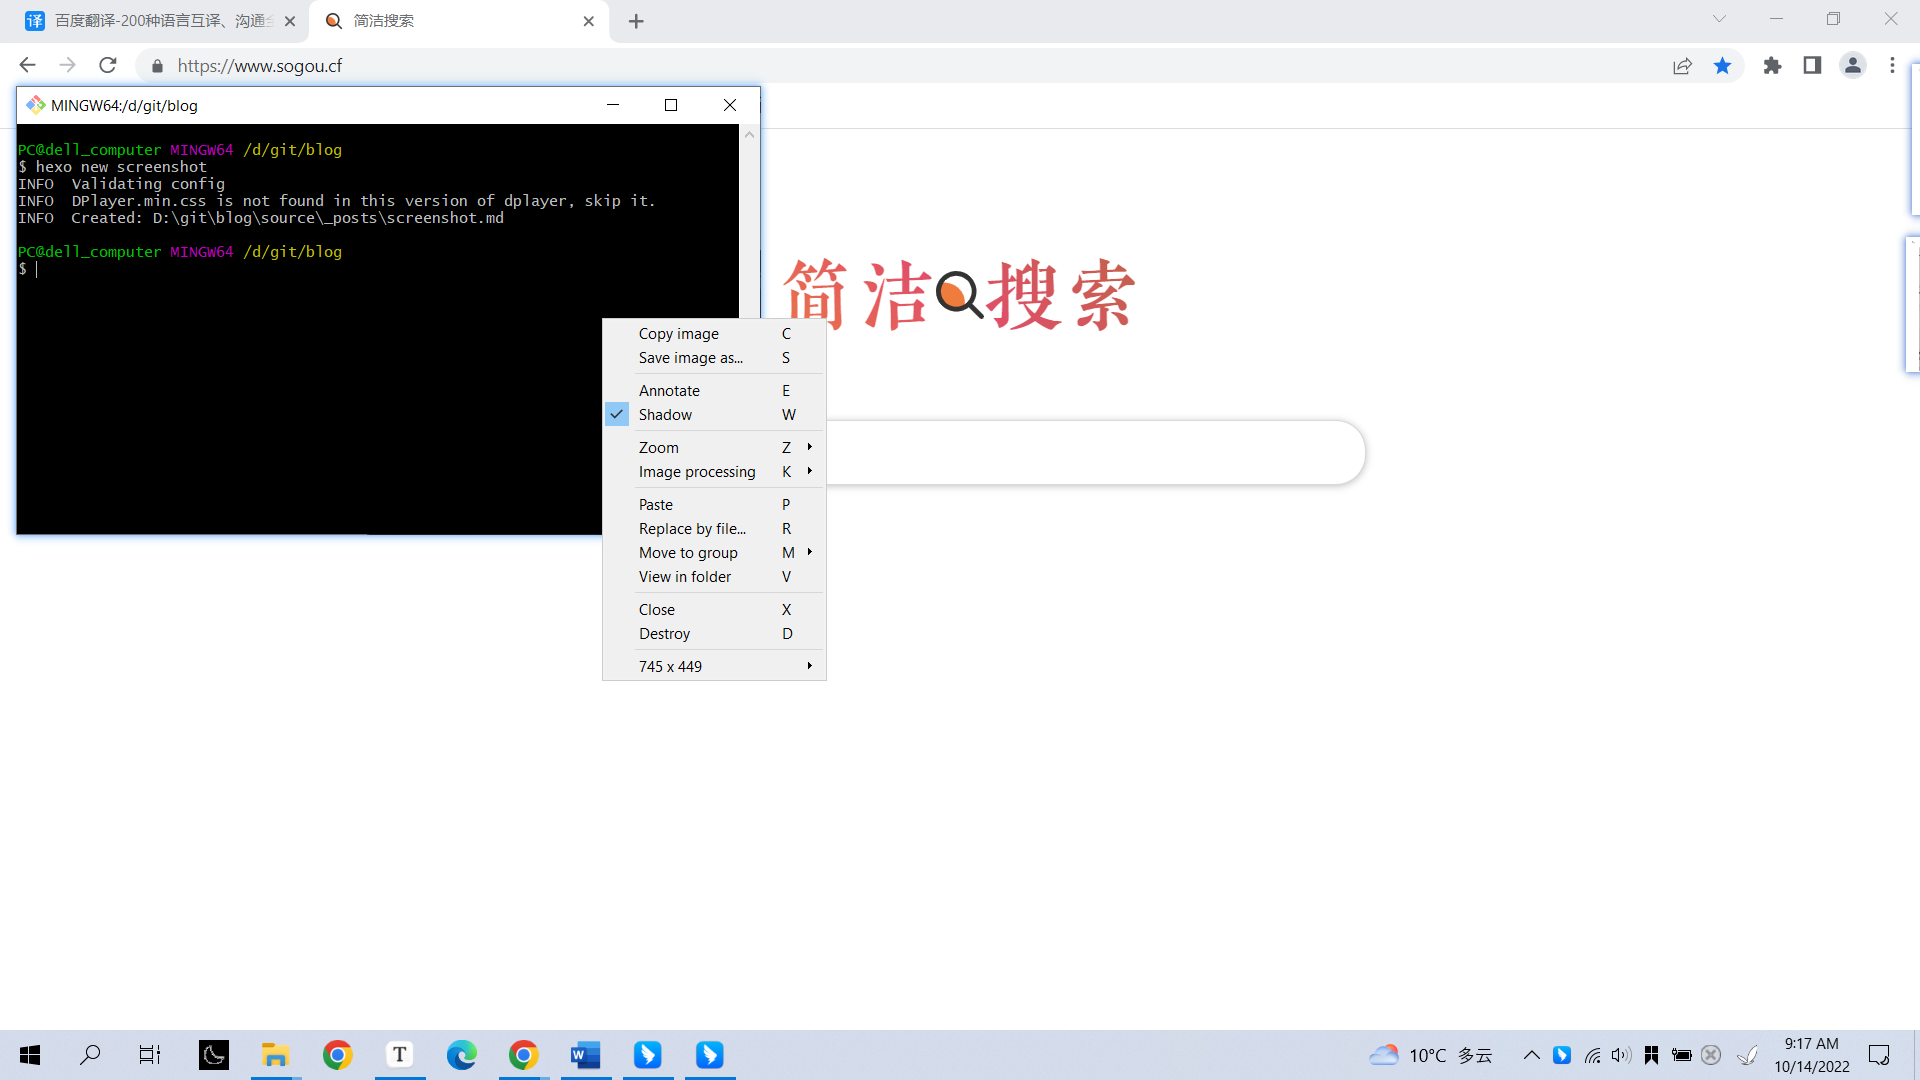 百度翻译-200种语言互译、沟通
简洁搜索
https://www.sogou.cf
MINGW64:/d/git/blog
PC@dell_computer MINGW64 /d/git/blog
$ hexo new screenshot
INFO  Validating config
INFO  DPlayer.min.css is not found in this version of dplayer, skip it.
INFO  Created: D:\git\blog\source\_posts\screenshot.md
PC@dell_computer MINGW64 /d/git/blog
$
简洁搜索
Copy image C
Save image as... S
Annotate E
Shadow W
Zoom Z
Image processing K
Paste P
Replace by file... R
Move to group M
View in folder V
Close X
Destroy D
745 x 449
译
T
W
10°C 多云
9:17 AM
10/14/2022